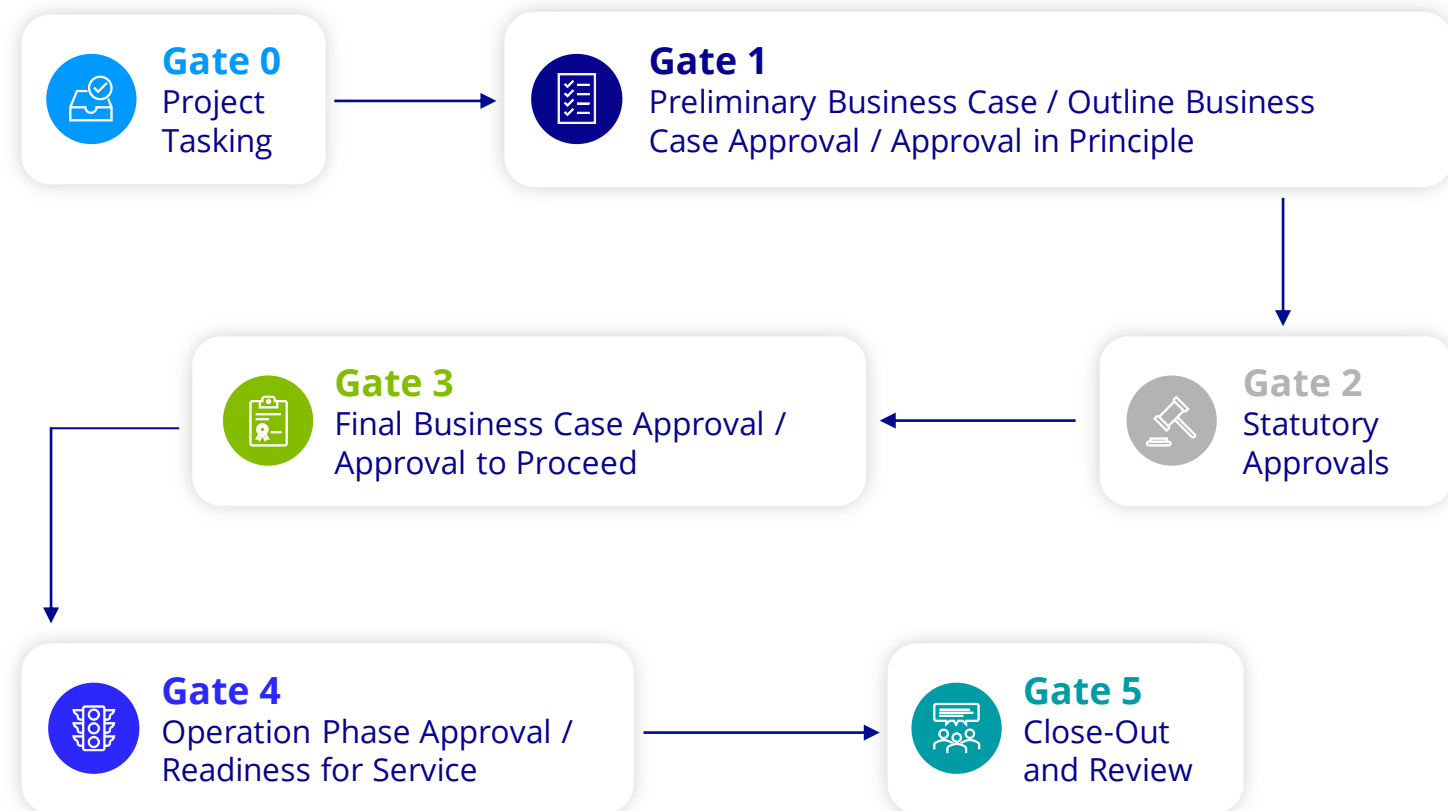 Gate 0
Project
Tasking
Gate 1
Preliminary Business Case / Outline Business
Case Approval / Approval in Principle
Gate 2
Statutory
Approvals
Gate 3
Final Business Case Approval /
Approval to Proceed
Gate 4
Operation Phase Approval /
Readiness for Service
Gate 5
Close-Out
and Review